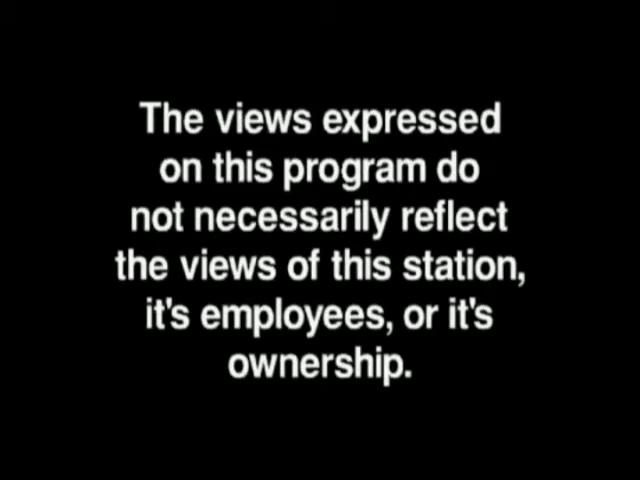 The views expressed
on this program do
not necessarily reflect
the views of this station,
it's employees, or it's
ownership.